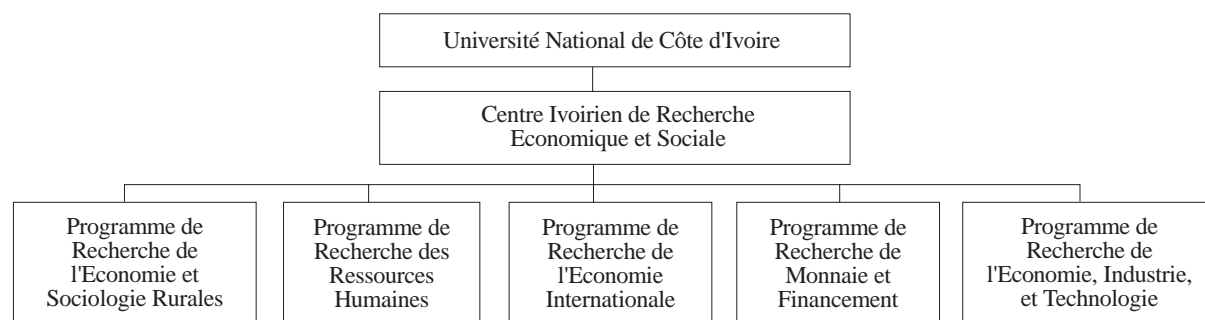 Université National de Côte d'Ivoire
Centre Ivoirien de Recherche
Economique et Sociale
Programme de
Recherche de
l'Economie et
Sociologie Rurales
Programme de
Recherche des
Ressources
Humaines
Programme de
Recherche de
l'Economie
Internationale
Programme de
Recherche de
Monnaie et
Financement
Programme de
Recherche de
l'Economie, Industrie,
et Technologie